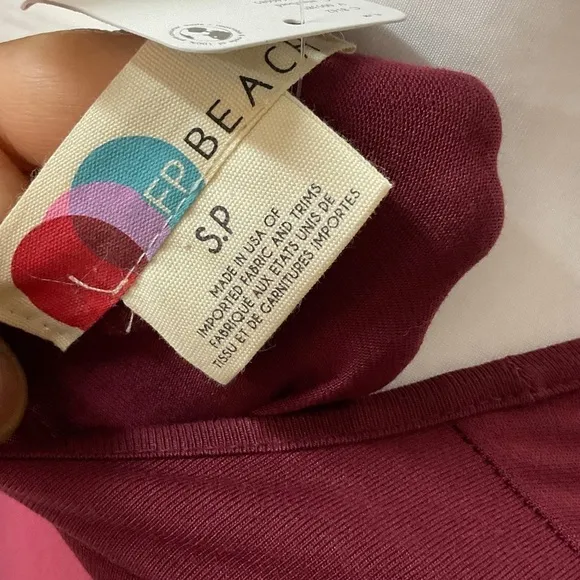 FP BEACH
S.P
MADE IN USA OF
IMPORTED FABRIC AND TRIMS
FABRIQUE AUX ETATS UNIS DE
TISSU ET DE GARNITURES IMPORTES